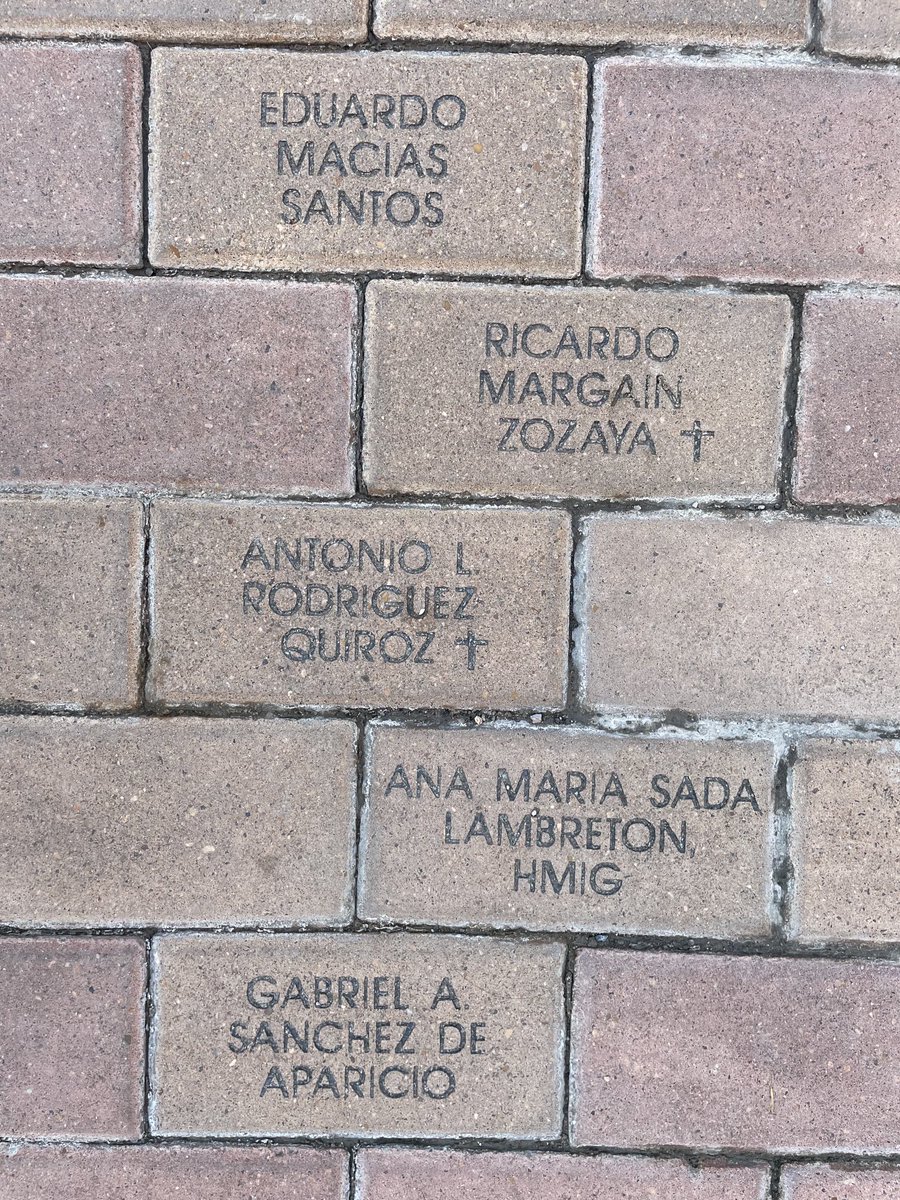 EDUARDO
MACIAS
SANTOS
RICARDO
MARGAIN
ZOZAYA ✝
ANTONIO L.
RODRIGUEZ
QUIROZ ✝
ANA MARIA SADA
LAMBRETON,
HMIG
GABRIEL A.
SANCHEZ DE
APARICIO